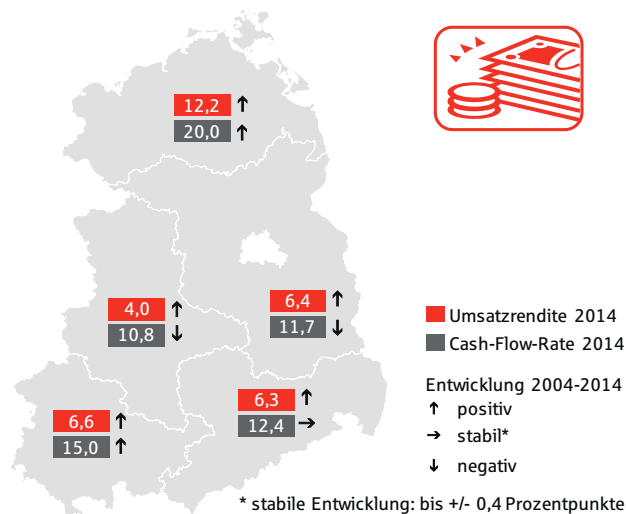 12,2 ↑
20,0 ↑
4,0 ↑
10,8 ↓
6,4 ↑
11,7 ↓
6,3 ↑
12,4 →
6,6 ↑
15,0 ↑
Umsatzrendite 2014
Cash-Flow-Rate 2014
Entwicklung 2004-2014
↑ positiv
→ stabil*
↓ negativ
* stabile Entwicklung: bis +/- 0,4 Prozentpunkte